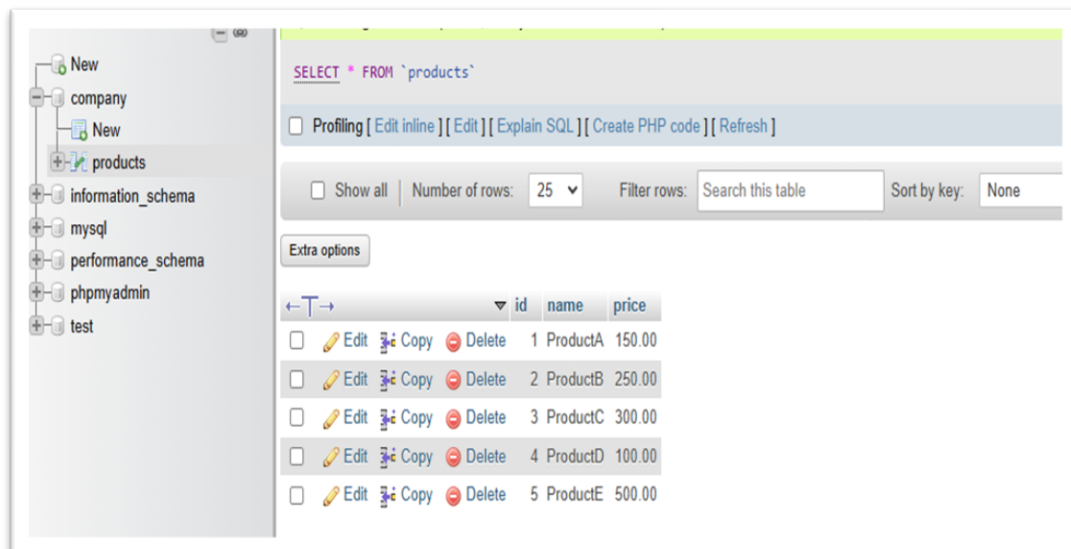 New
company
New
products
information_schema
mysql
performance_schema
phpmyadmin
test
SELECT * FROM `products`
Profiling [ Edit inline ] [ Edit ] [ Explain SQL ] [ Create PHP code ] [ Refresh ]
Show all Number of rows: 25 Filter rows: Search this table Sort by key: None
Extra options
id name price
Edit Copy Delete 1 ProductA 150.00
Edit Copy Delete 2 ProductB 250.00
Edit Copy Delete 3 ProductC 300.00
Edit Copy Delete 4 ProductD 100.00
Edit Copy Delete 5 ProductE 500.00